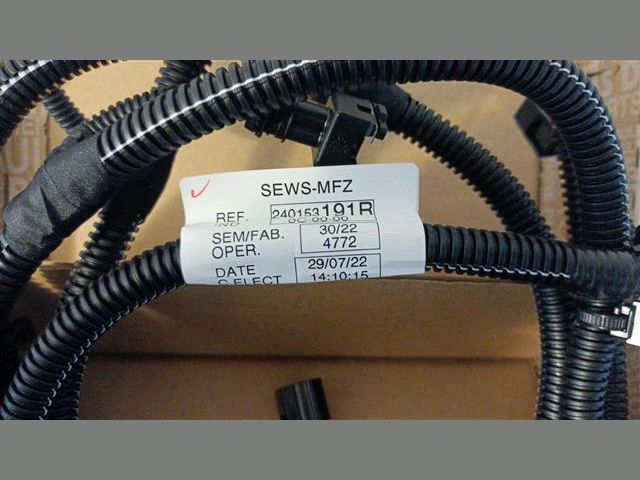 SEWS-MFZ
REF. 240153191R
SEM/FAB. 30/22
OPER. 4772
DATE 29/07/22
14:10:15